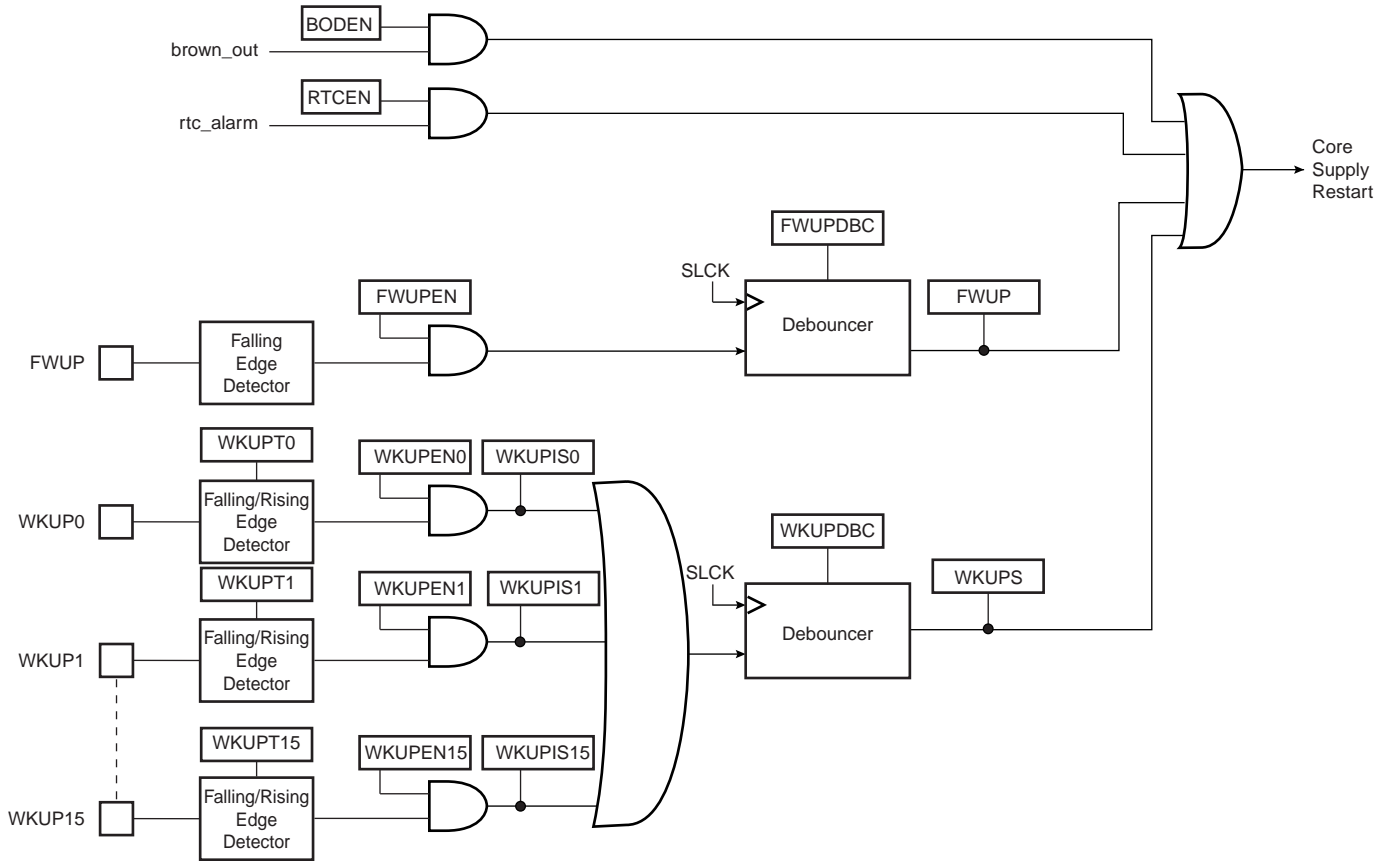 BODEN
brown_out
RTCEN
rtc_alarm
Core
Supply
Restart
FWUPDBC
SLCK
FWUPEN
FWUP
Debouncer
Falling
Edge
Detector
FWUP
WKUPT0
WKUPEN0
WKUPIS0
Falling/Rising
Edge
Detector
WKUP0
WKUPDBC
SLCK
WKUPT1
WKUPEN1
WKUPIS1
WKUPS
Debouncer
Falling/Rising
Edge
Detector
WKUP1
WKUPT15
WKUPEN15
WKUPIS15
Falling/Rising
Edge
Detector
WKUP15